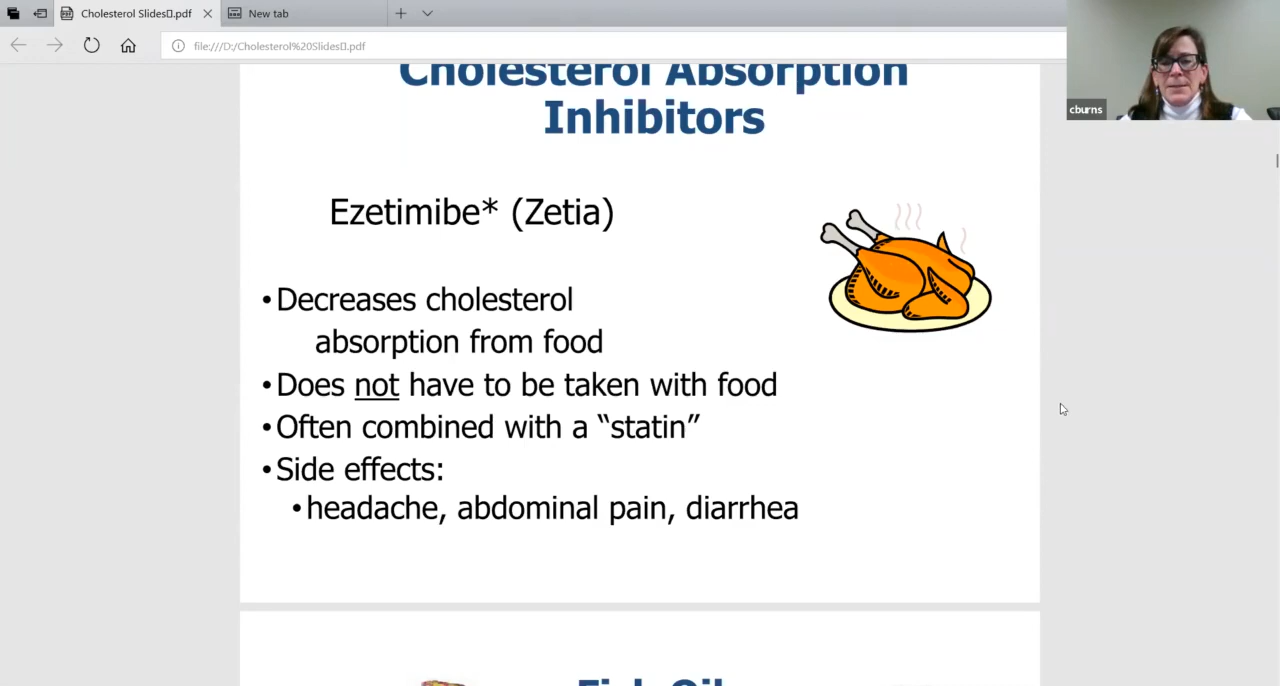 Cholesterol Slides▯.pdf
New tab
file:///D:/Cholesterol%20Slides▯.pdf
cburns
Cholesterol Absorption
Inhibitors
Ezetimibe* (Zetia)
•Decreases cholesterol
absorption from food
•Does not have to be taken with food
•Often combined with a “statin”
•Side effects:
•headache, abdominal pain, diarrhea
Fish Oil